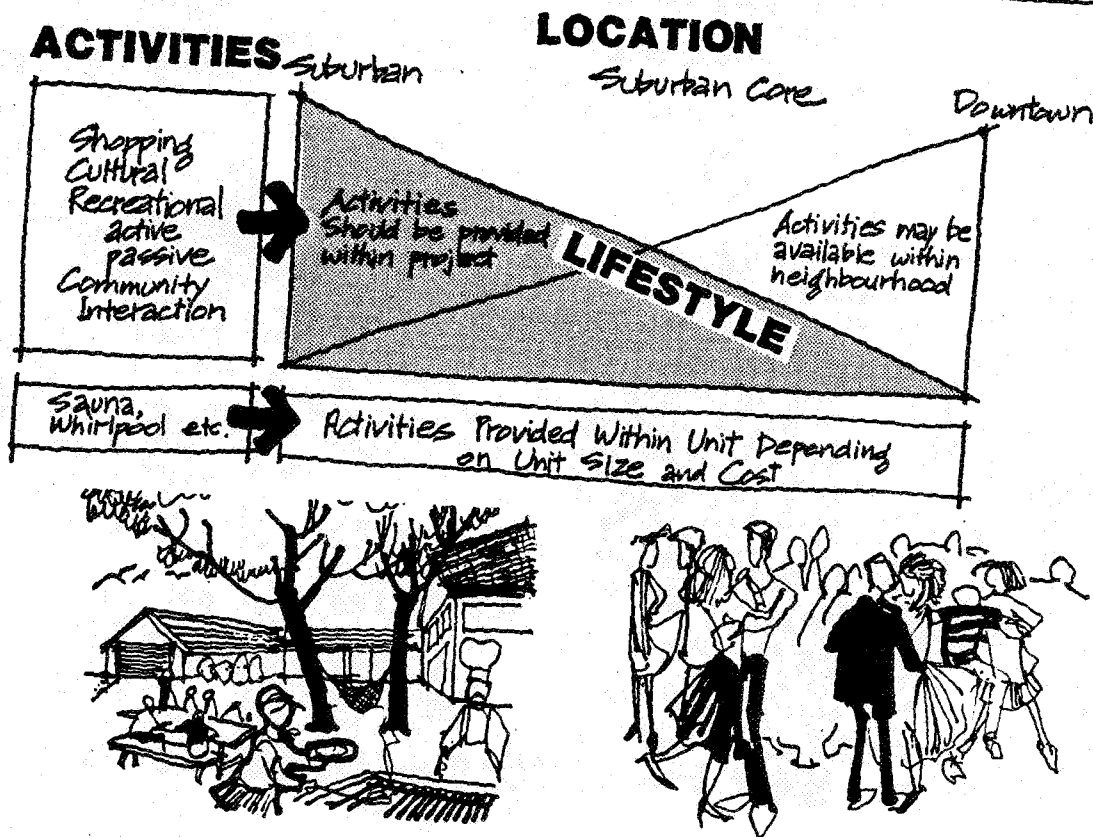 ACTIVITIES
LOCATION
Suburban
Suburban Core
Downtown
Shopping
Cultural
Recreational
active
passive
Community
Interaction
Activities
Should be provided
within project
LIFESTYLE
Activities may be
available within
neighbourhood
Sauna,
Whirlpool etc.
Activities Provided Within Unit Depending
on Unit Size and Cost